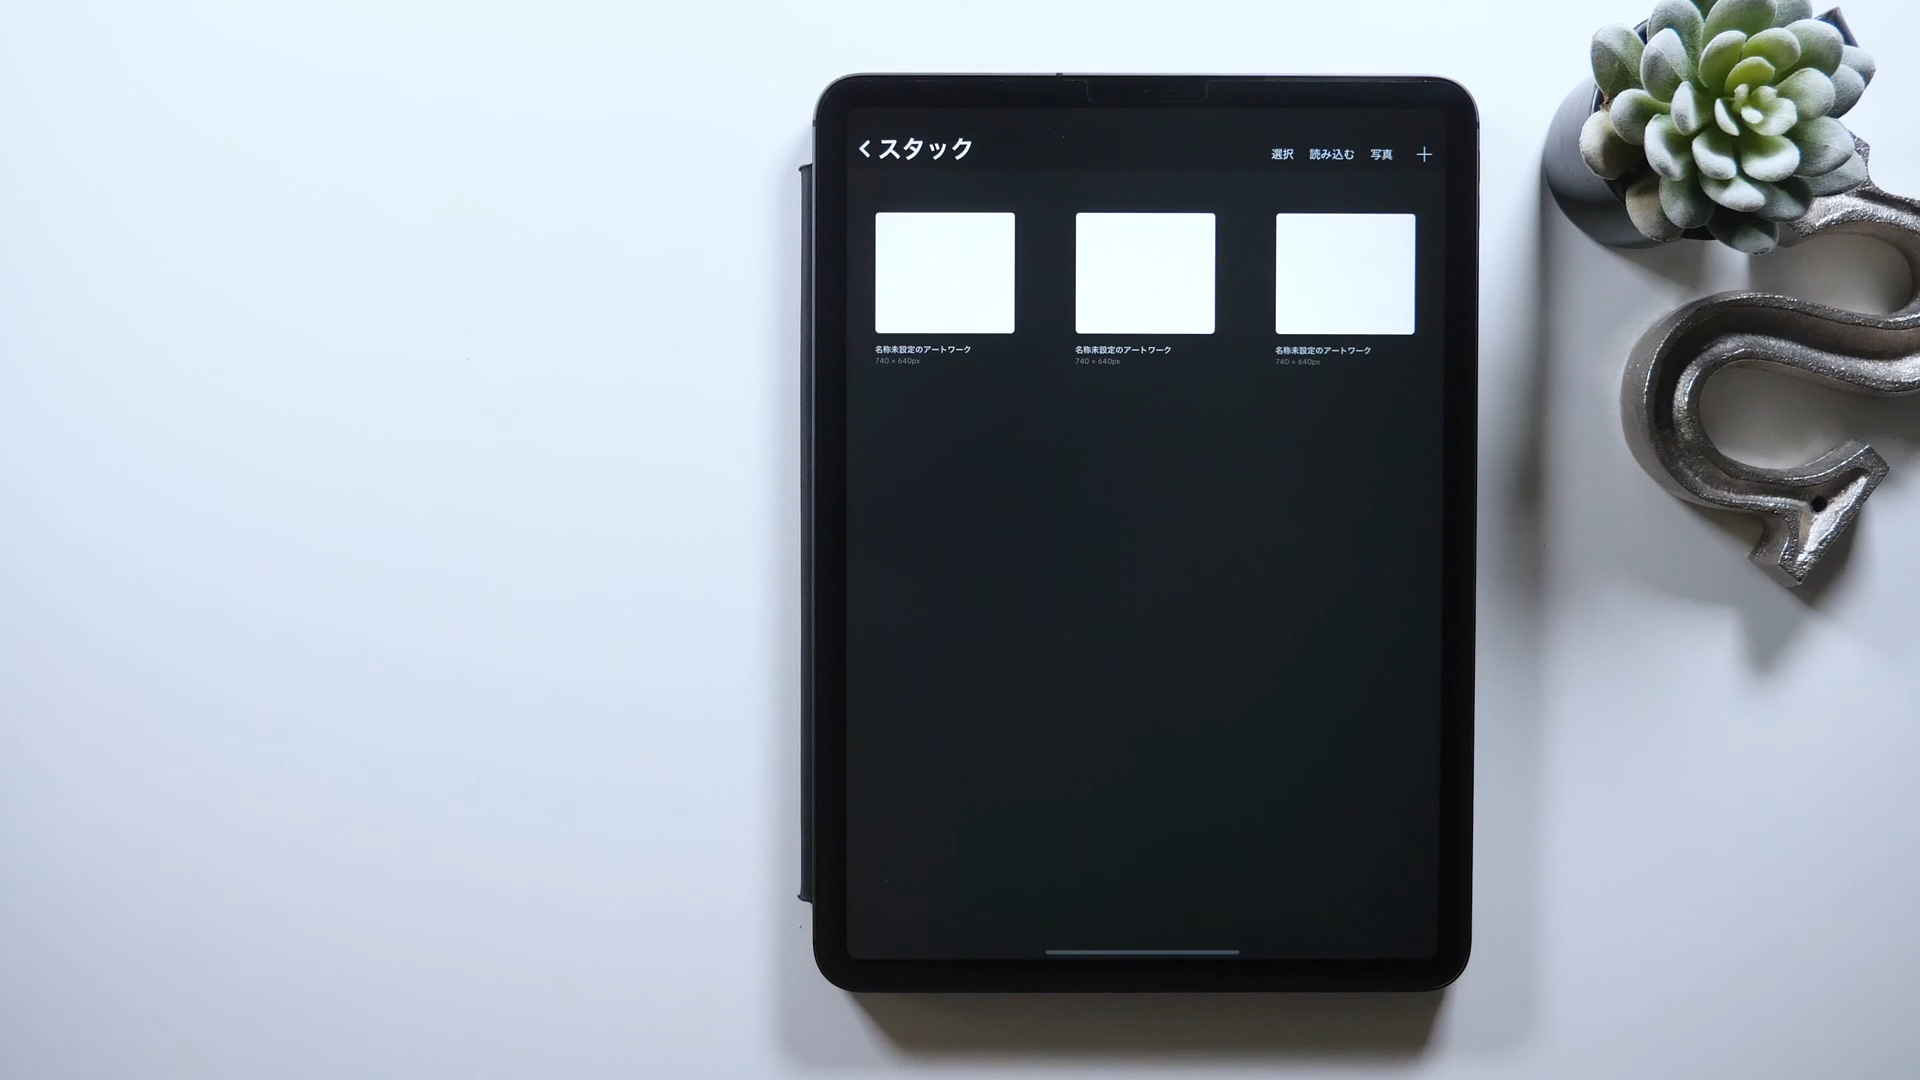 スタック
選択 読み込む 写真
名称未設定のアートワーク
740 × 640px
名称未設定のアートワーク
740 × 640px
名称未設定のアートワーク
740 × 640px